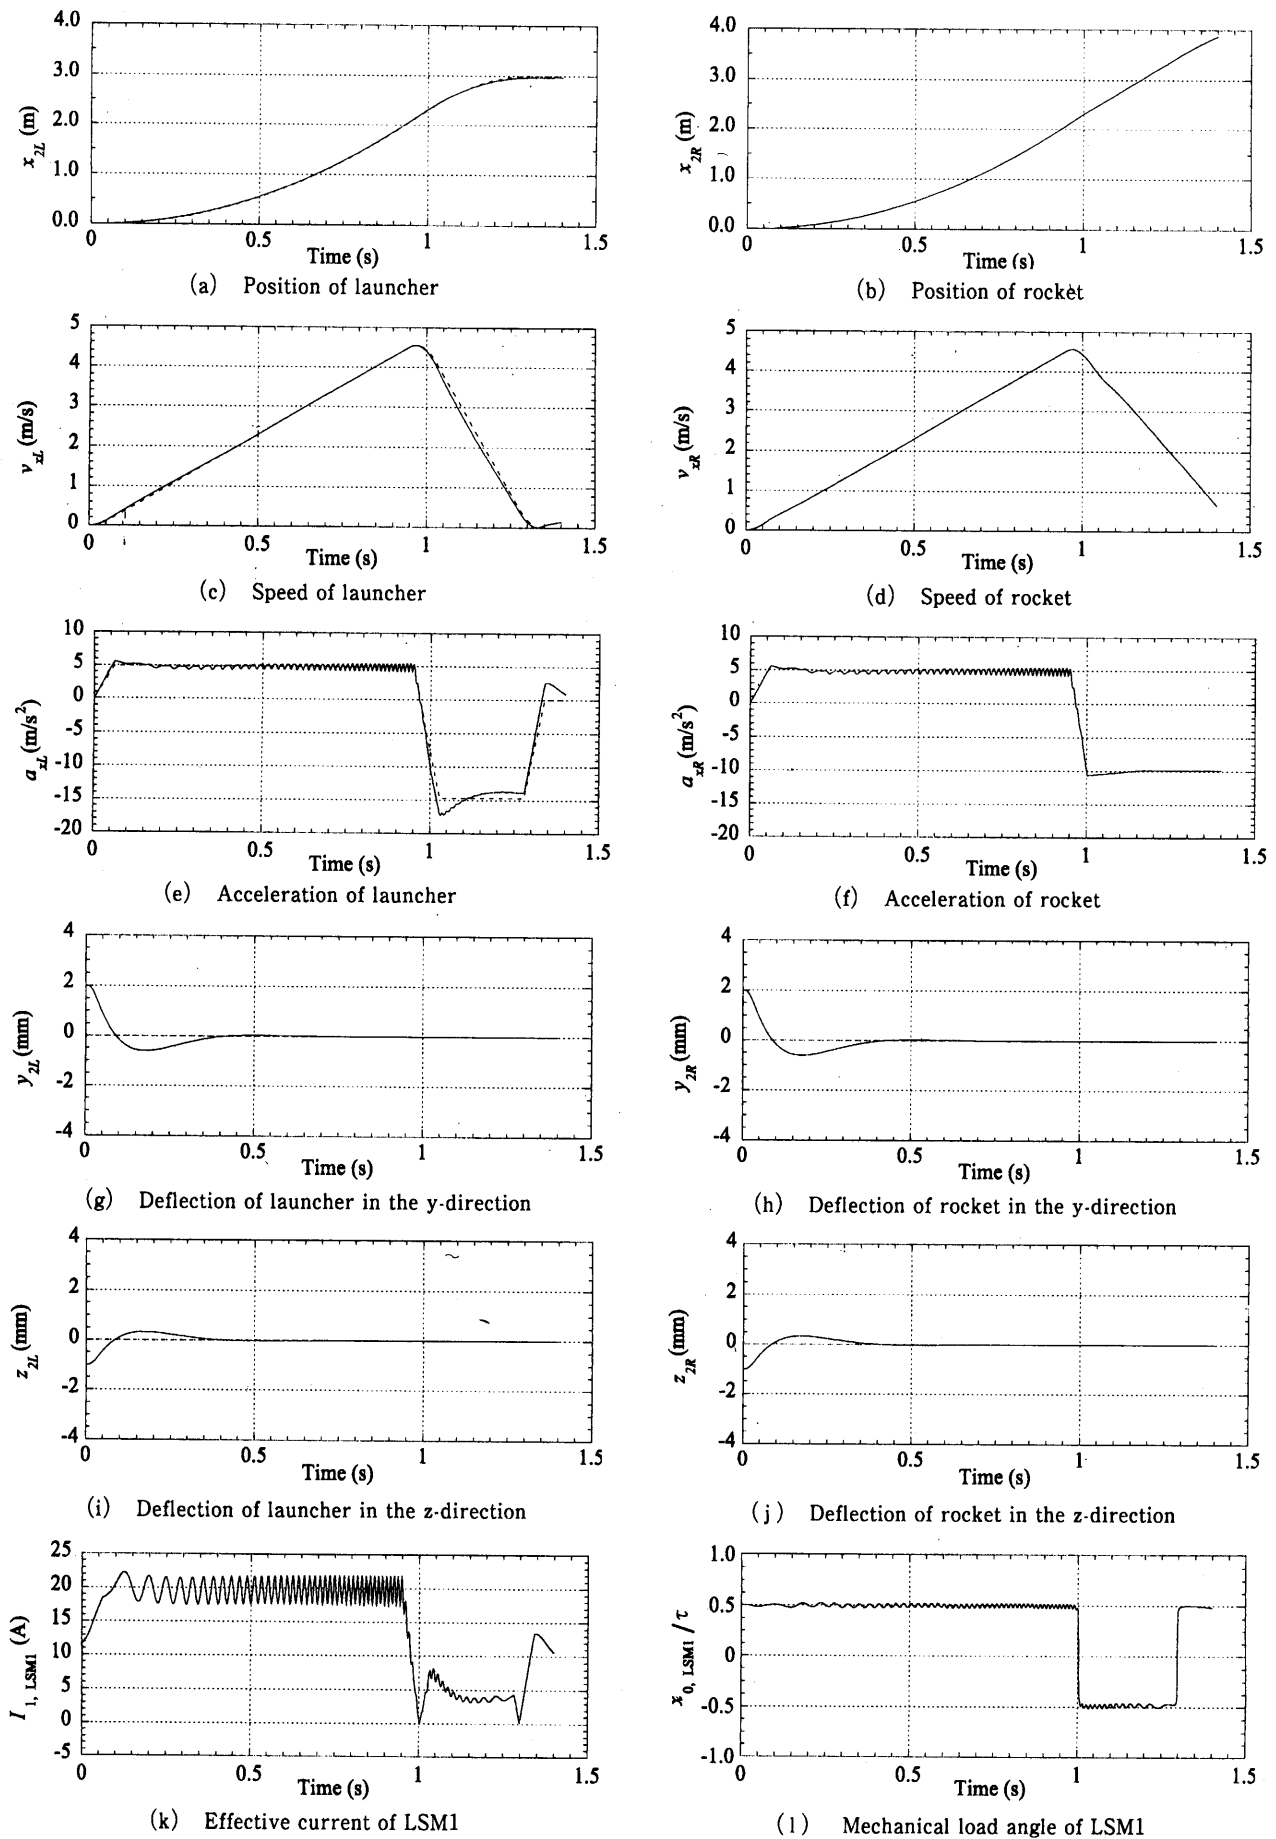 4.0
3.0
2.0
1.0
0.0
x2L (m)
0 0.5 1 1.5
Time (s)
(a) Position of launcher
4.0
3.0
2.0
1.0
0.0
x2R (m)
0 0.5 1 1.5
Time (s)
(b) Position of rocket
5
4
3
2
1
0
vxL (m/s)
0 0.5 1 1.5
Time (s)
(c) Speed of launcher
5
4
3
2
1
0
vxR (m/s)
0 0.5 1 1.5
Time (s)
(d) Speed of rocket
10
5
0
-5
-10
-15
-20
axL (m/s²)
0 0.5 1 1.5
Time (s)
(e) Acceleration of launcher
10
5
0
-5
-10
-15
-20
axR (m/s²)
0 0.5 1 1.5
Time (s)
(f) Acceleration of rocket
4
2
0
-2
-4
y2L (mm)
0 0.5 1 1.5
Time (s)
(g) Deflection of launcher in the y-direction
4
2
0
-2
-4
y2R (mm)
0 0.5 1 1.5
Time (s)
(h) Deflection of rocket in the y-direction
4
2
0
-2
-4
z2L (mm)
0 0.5 1 1.5
Time (s)
(i) Deflection of launcher in the z-direction
4
2
0
-2
-4
z2R (mm)
0 0.5 1 1.5
Time (s)
(j) Deflection of rocket in the z-direction
25
20
15
10
5
0
-5
I1, LSM1 (A)
0 0.5 1 1.5
Time (s)
(k) Effective current of LSM1
1.0
0.5
0
-0.5
-1.0
x0, LSM1 / τ
0 0.5 1 1.5
Time (s)
(l) Mechanical load angle of LSM1